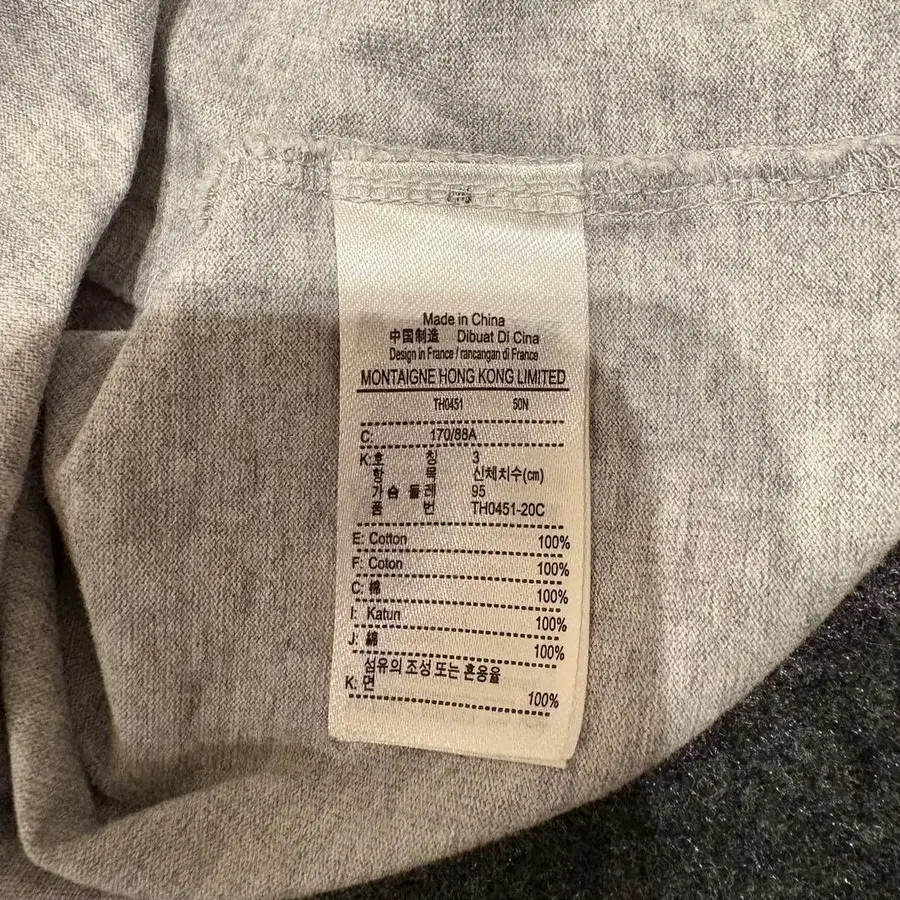 Made in China
中国制造 Dibuat Di Cina
Design in France / rancangan di France
MONTAIGNE HONG KONG LIMITED
TH0451 50N
C: 170/88A
K: 호 칭 3
항 목 신체치수(cm)
가슴 둘레 95
품 번 TH0451-20C
E: Cotton 100%
F: Coton 100%
C: 棉 100%
I: Katun 100%
J: 綿 100%
섬유의 조성 또는 혼용율
K: 면 100%